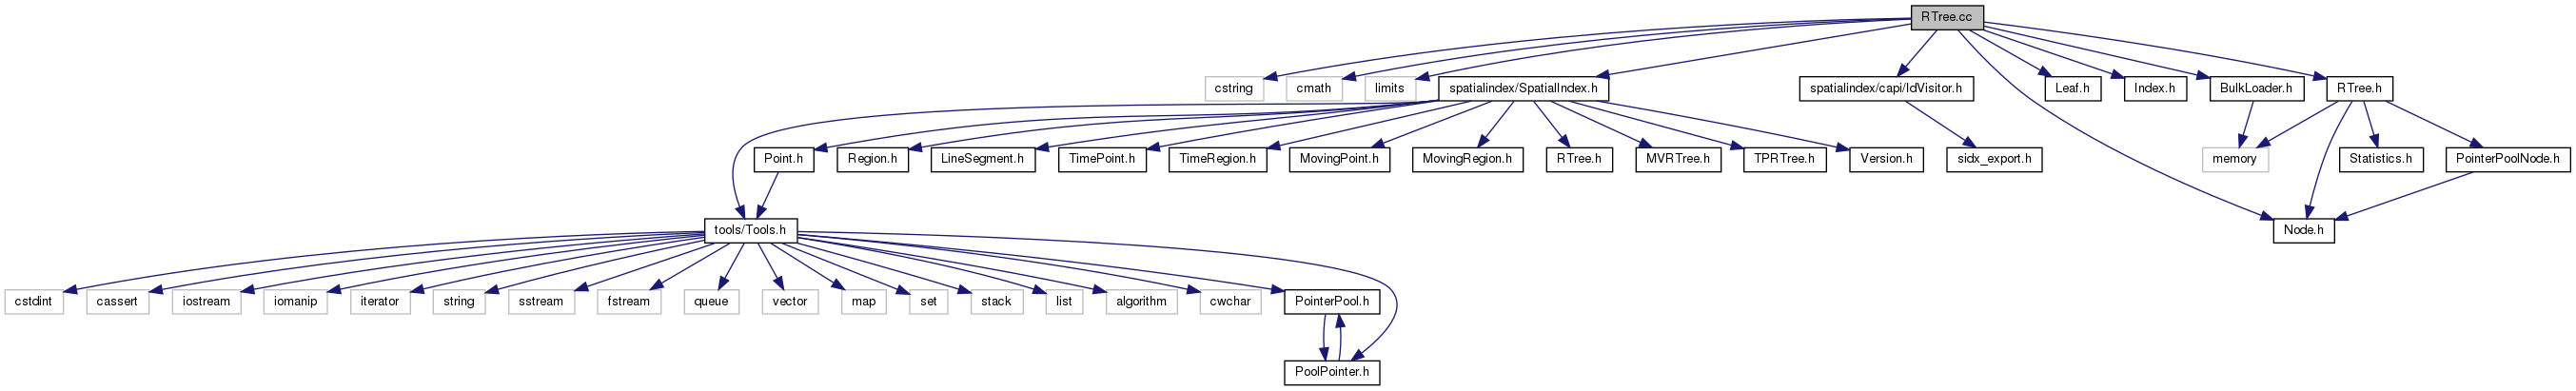 RTree.cc
cstring
cmath
limits
spatialindex/SpatialIndex.h
spatialindex/capi/IdVisitor.h
Leaf.h
Index.h
BulkLoader.h
RTree.h
Point.h
Region.h
LineSegment.h
TimePoint.h
TimeRegion.h
MovingPoint.h
MovingRegion.h
RTree.h
MVRTree.h
TPRTree.h
Version.h
sidx_export.h
memory
Statistics.h
PointerPoolNode.h
tools/Tools.h
Node.h
cstdint
cassert
iostream
iomanip
iterator
string
sstream
fstream
queue
vector
map
set
stack
list
algorithm
cwchar
PointerPool.h
PoolPointer.h